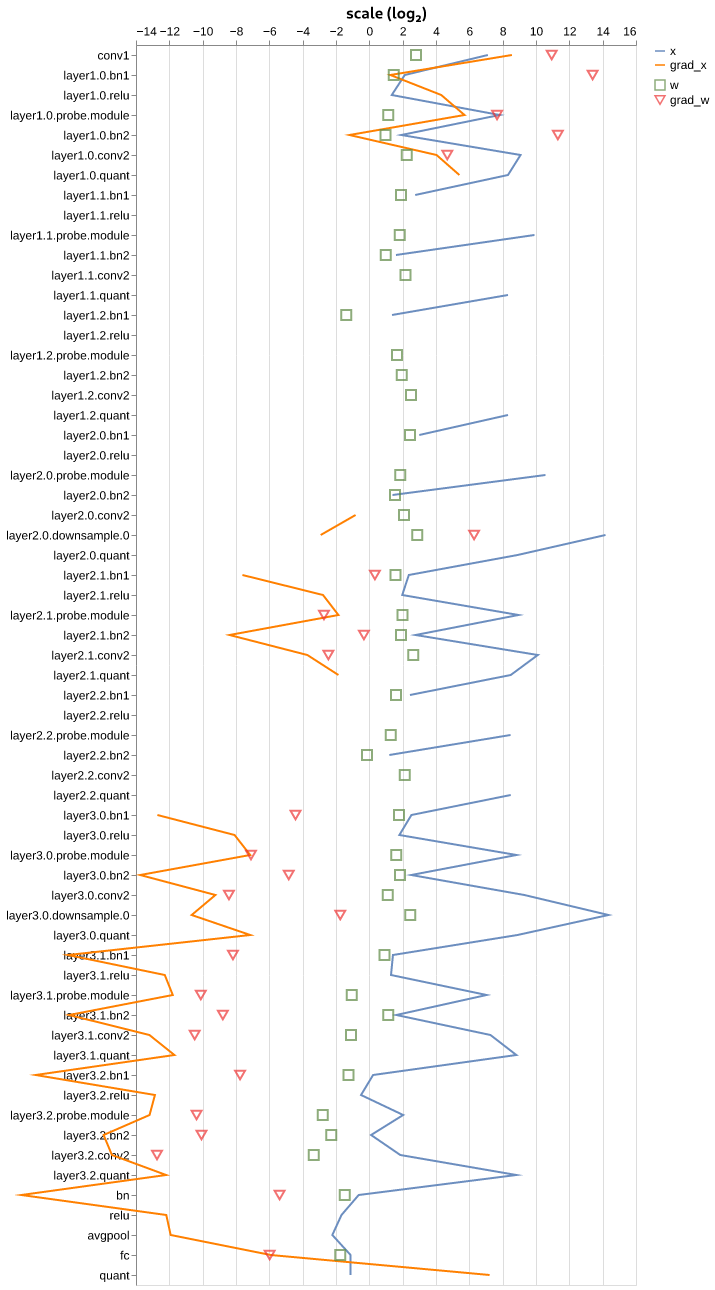 scale (log2)
−14 −12 −10 −8 −6 −4 −2 0 2 4 6 8 10 12 14 16
x
grad_x
w
grad_w
conv1
layer1.0.bn1
layer1.0.relu
layer1.0.probe.module
layer1.0.bn2
layer1.0.conv2
layer1.0.quant
layer1.1.bn1
layer1.1.relu
layer1.1.probe.module
layer1.1.bn2
layer1.1.conv2
layer1.1.quant
layer1.2.bn1
layer1.2.relu
layer1.2.probe.module
layer1.2.bn2
layer1.2.conv2
layer1.2.quant
layer2.0.bn1
layer2.0.relu
layer2.0.probe.module
layer2.0.bn2
layer2.0.conv2
layer2.0.downsample.0
layer2.0.quant
layer2.1.bn1
layer2.1.relu
layer2.1.probe.module
layer2.1.bn2
layer2.1.conv2
layer2.1.quant
layer2.2.bn1
layer2.2.relu
layer2.2.probe.module
layer2.2.bn2
layer2.2.conv2
layer2.2.quant
layer3.0.bn1
layer3.0.relu
layer3.0.probe.module
layer3.0.bn2
layer3.0.conv2
layer3.0.downsample.0
layer3.0.quant
layer3.1.bn1
layer3.1.relu
layer3.1.probe.module
layer3.1.bn2
layer3.1.conv2
layer3.1.quant
layer3.2.bn1
layer3.2.relu
layer3.2.probe.module
layer3.2.bn2
layer3.2.conv2
layer3.2.quant
bn
relu
avgpool
fc
quant